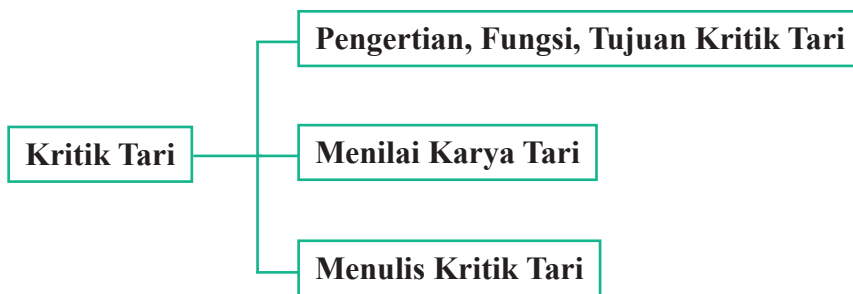 Kritik Tari
Pengertian, Fungsi, Tujuan Kritik Tari
Menilai Karya Tari
Menulis Kritik Tari